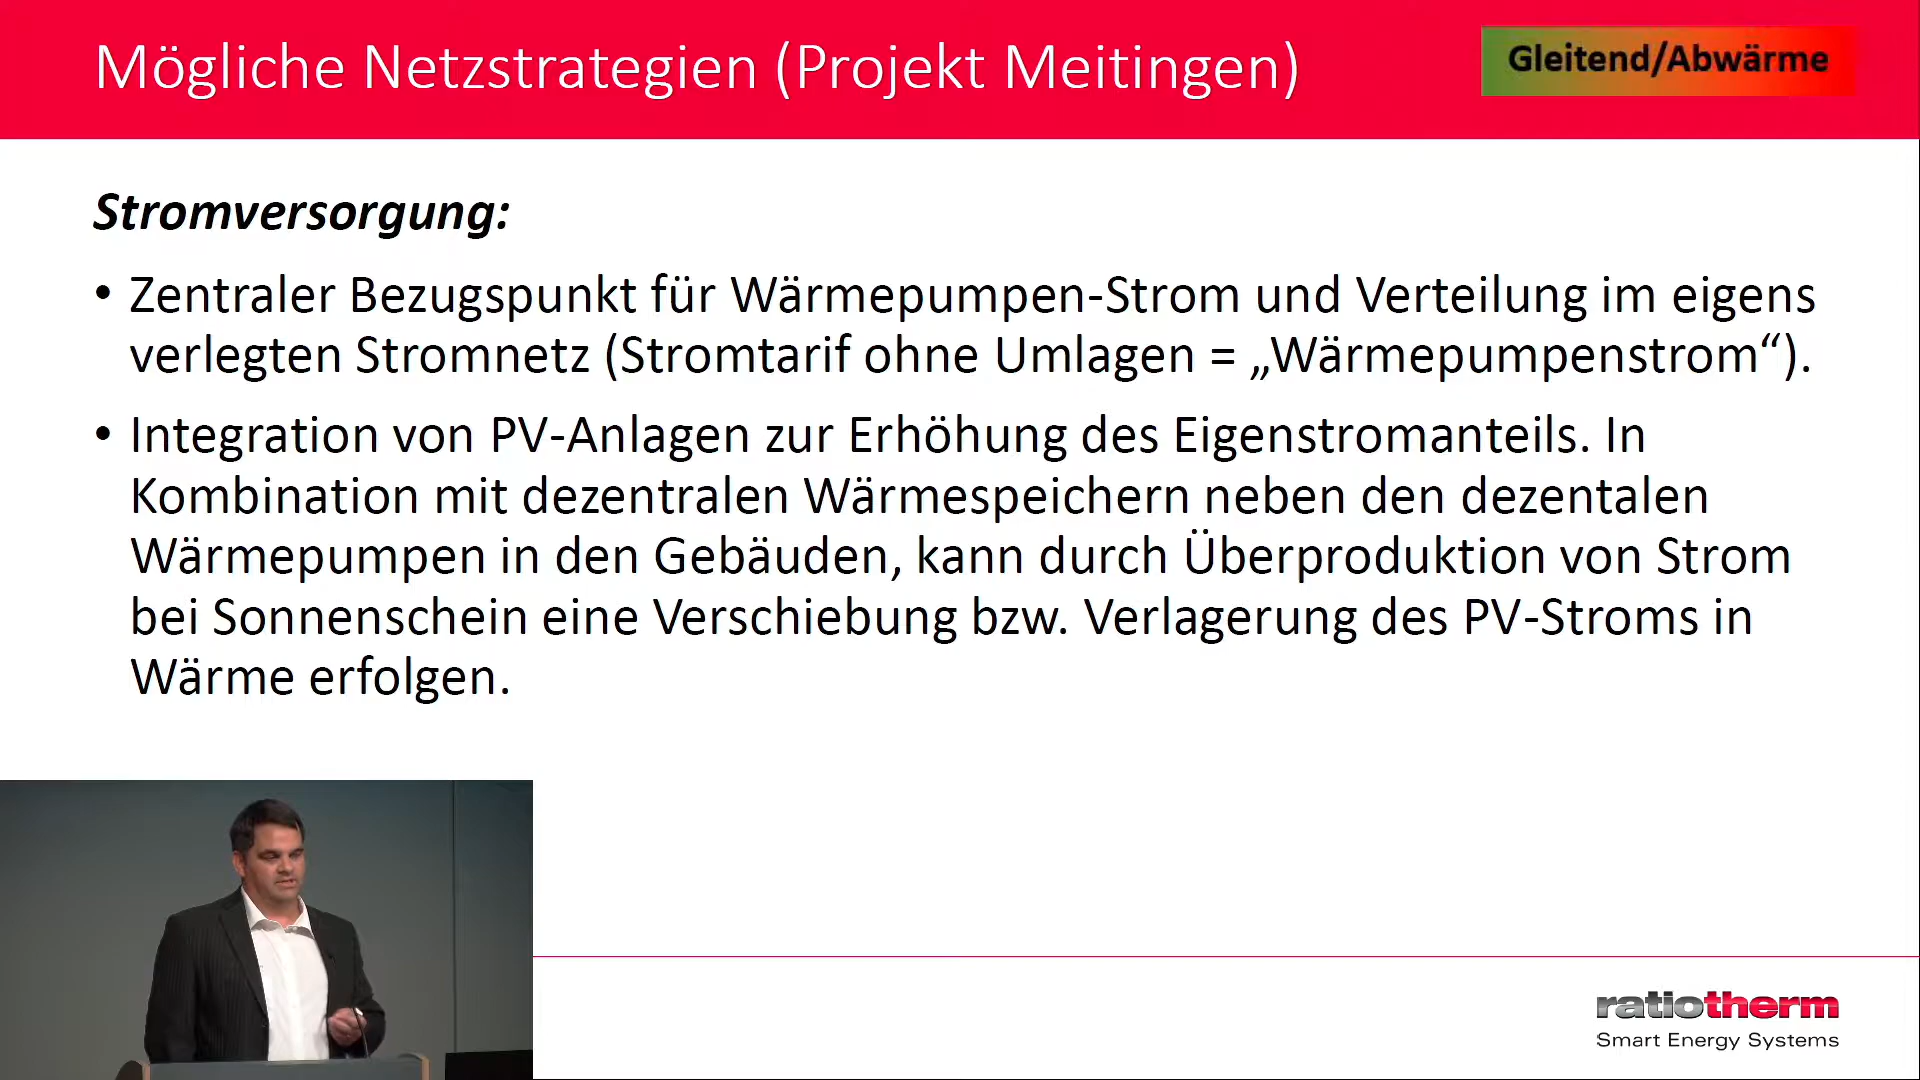 Mögliche Netzstrategien (Projekt Meitingen)
Gleitend/Abwärme
Stromversorgung:
• Zentraler Bezugspunkt für Wärmepumpen-Strom und Verteilung im eigens
verlegten Stromnetz (Stromtarif ohne Umlagen = „Wärmepumpenstrom“).
• Integration von PV-Anlagen zur Erhöhung des Eigenstromanteils. In
Kombination mit dezentralen Wärmespeichern neben den dezentalen
Wärmepumpen in den Gebäuden, kann durch Überproduktion von Strom
bei Sonnenschein eine Verschiebung bzw. Verlagerung des PV-Stroms in
Wärme erfolgen.
ratiotherm
Smart Energy Systems